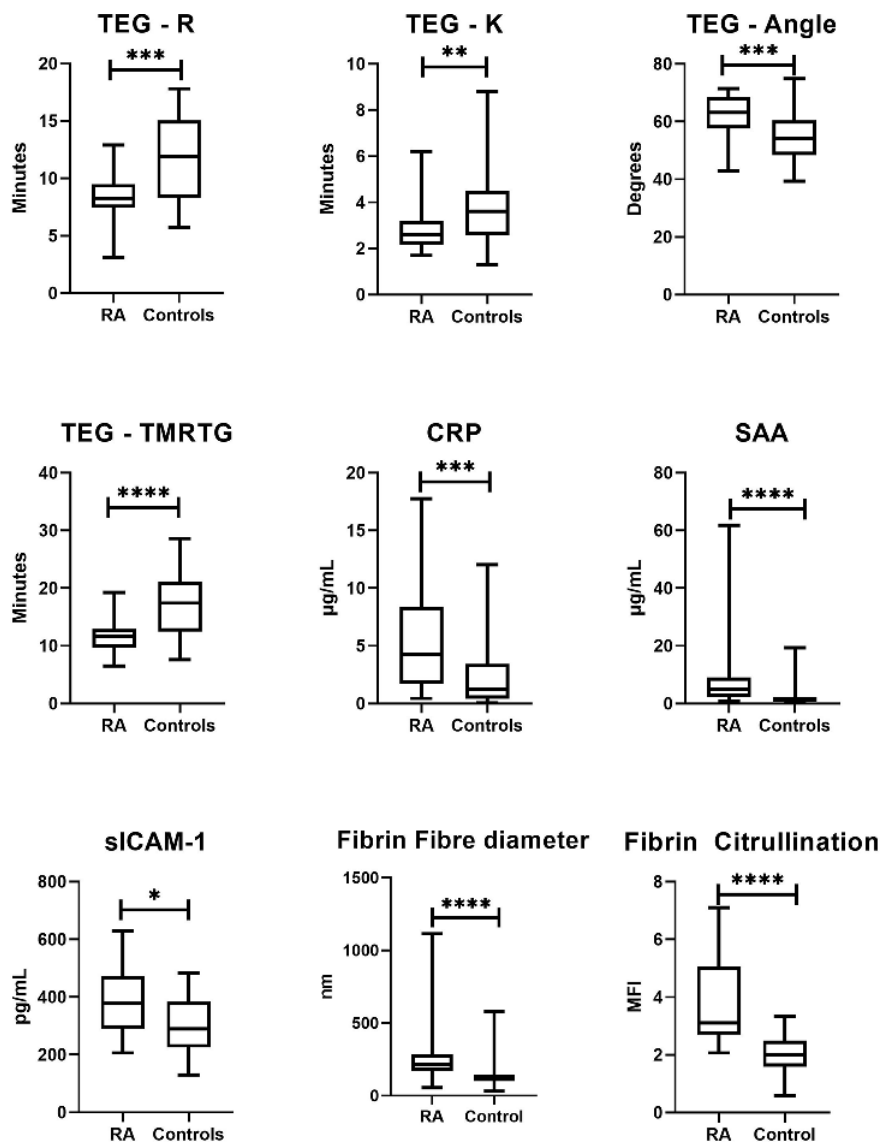 TEG - R
TEG - K
TEG - Angle
*** 
**
***
20
15
10
5
0
Minutes
RA Controls
10
8
6
4
2
0
Minutes
RA Controls
80
60
40
20
0
Degrees
RA Controls
TEG - TMRTG
CRP
SAA
****
***
****
40
30
20
10
0
Minutes
RA Controls
20
15
10
5
0
µg/mL
RA Controls
80
60
40
20
0
µg/mL
RA Controls
sICAM-1
Fibrin Fibre diameter
Fibrin Citrullination
*
****
****
800
600
400
200
0
pg/mL
RA Controls
1500
1000
500
0
nm
RA Control
8
6
4
2
0
MFI
RA Control